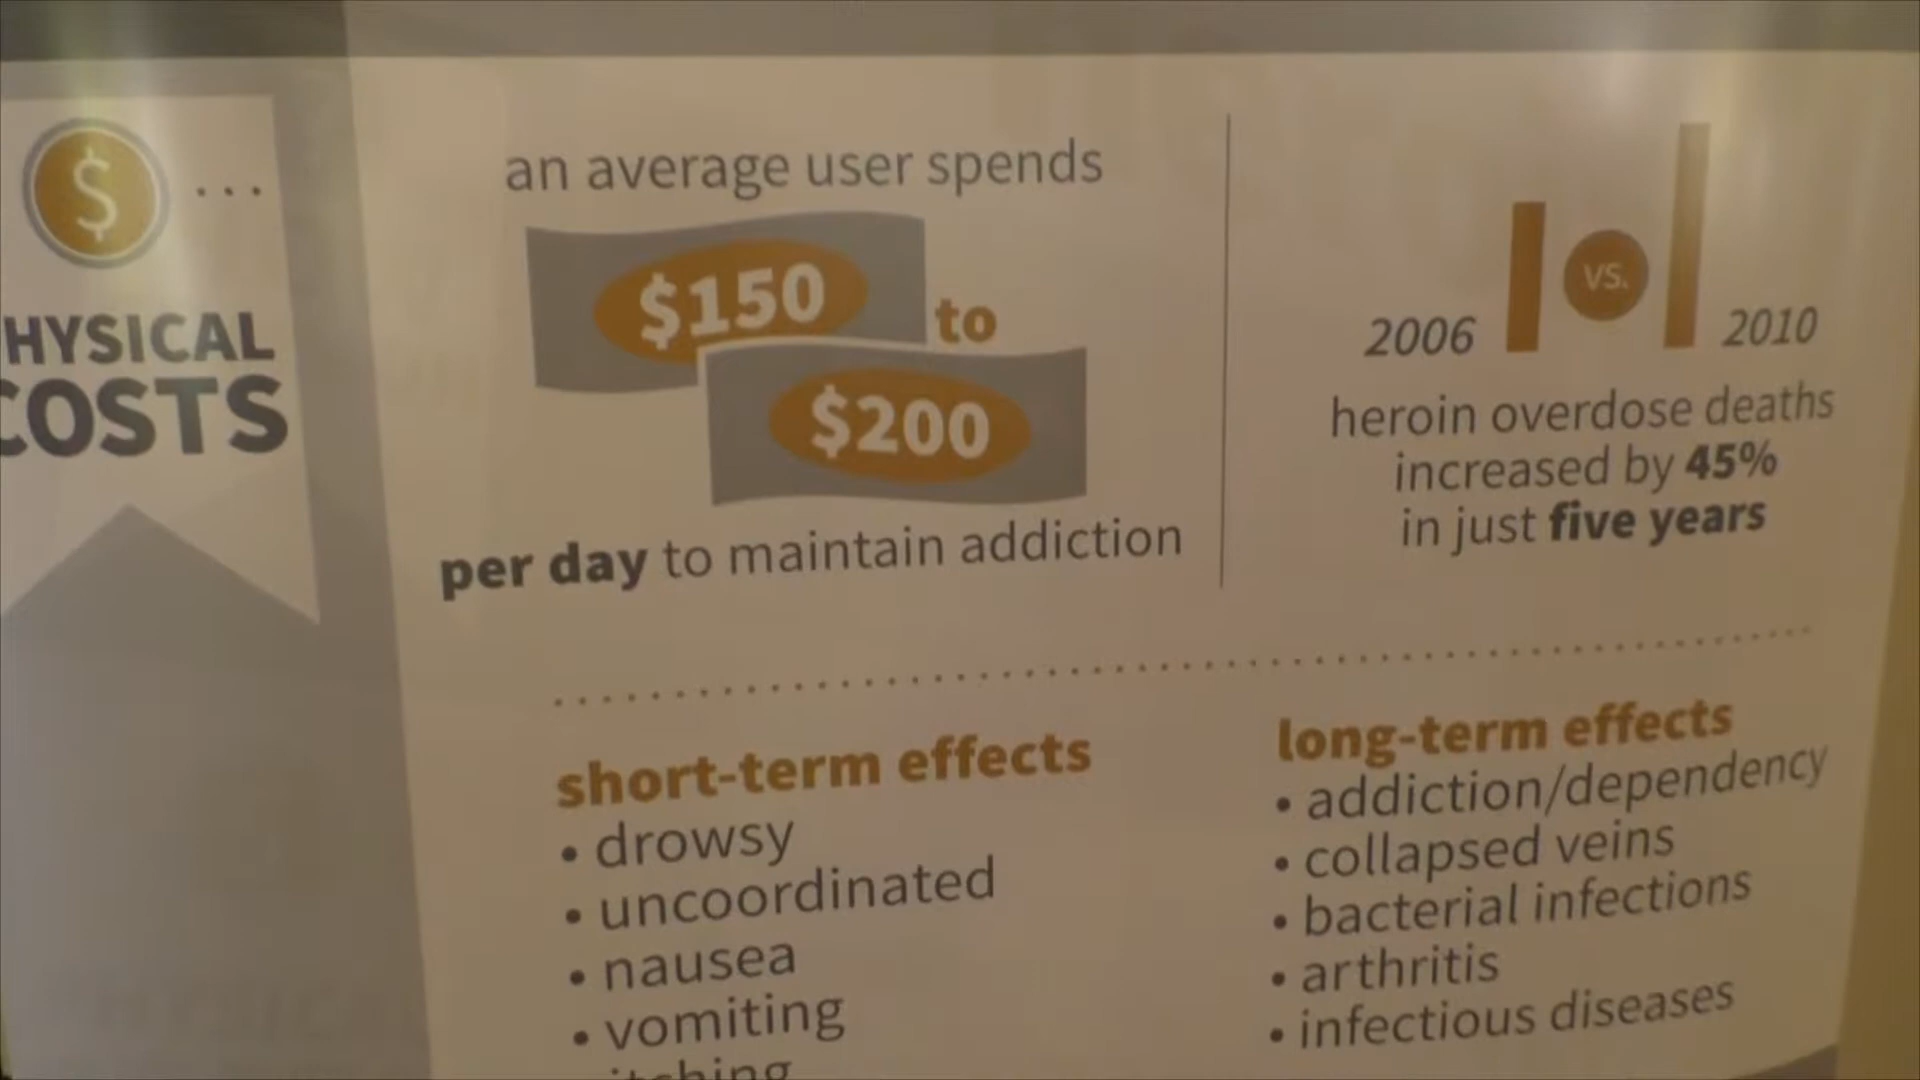 $
HYSICAL
COSTS
an average user spends
$150
to
$200
per day to maintain addiction
2006
vs.
2010
heroin overdose deaths
increased by 45%
in just five years
short-term effects
• drowsy
• uncoordinated
• nausea
• vomiting
itching
long-term effects
• addiction/dependency
• collapsed veins
• bacterial infections
• arthritis
• infectious diseases